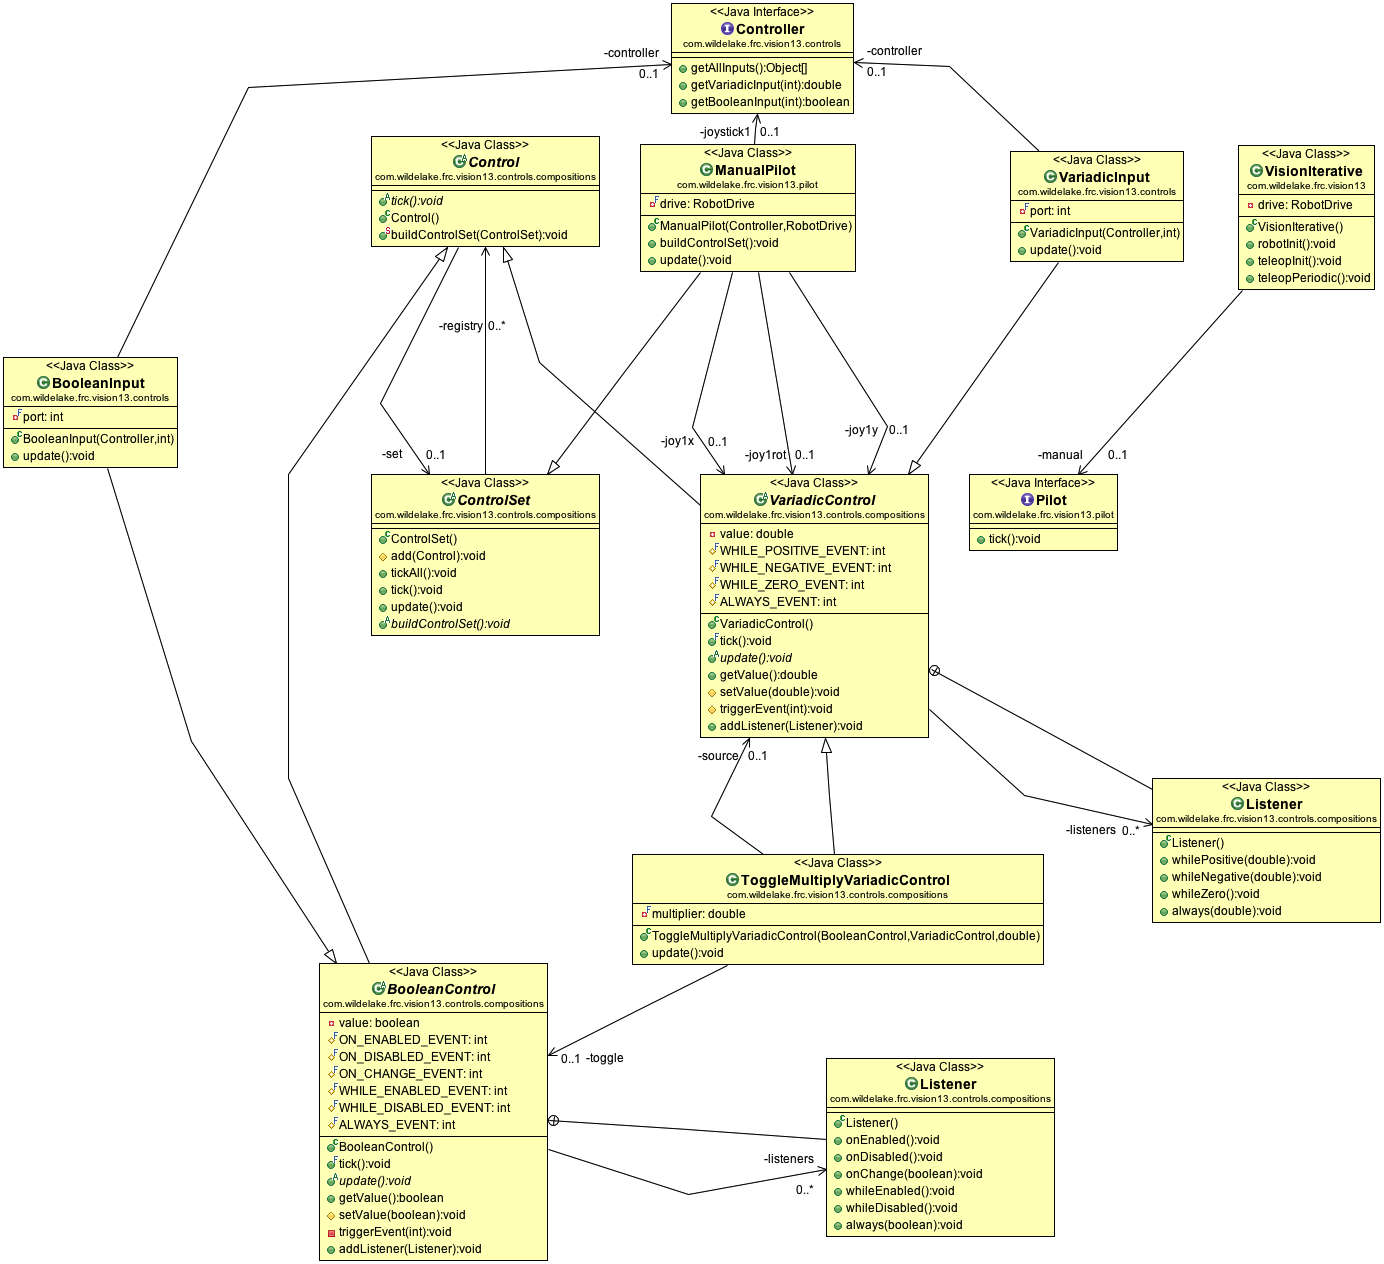 <<Java Interface>>
Controller
com.wildelake.frc.vision13.controls
getAllInputs():Object[]
getVariadicInput(int):double
getBooleanInput(int):boolean
-controller
0..1
-controller
0..1
-joystick1 0..1
<<Java Class>>
Control
com.wildelake.frc.vision13.controls.compositions
tick():void
Control()
buildControlSet(ControlSet):void
<<Java Class>>
ManualPilot
com.wildelake.frc.vision13.pilot
drive: RobotDrive
ManualPilot(Controller,RobotDrive)
buildControlSet():void
update():void
<<Java Class>>
VariadicInput
com.wildelake.frc.vision13.controls
port: int
VariadicInput(Controller,int)
update():void
<<Java Class>>
VisionIterative
com.wildelake.frc.vision13
drive: RobotDrive
VisionIterative()
robotInit():void
teleopInit():void
teleopPeriodic():void
-registry 0..*
<<Java Class>>
BooleanInput
com.wildelake.frc.vision13.controls
port: int
BooleanInput(Controller,int)
update():void
-set 0..1
-joy1x 0..1
-joy1rot 0..1
-joy1y 0..1
-manual 0..1
<<Java Class>>
ControlSet
com.wildelake.frc.vision13.controls.compositions
ControlSet()
add(Control):void
tickAll():void
tick():void
update():void
buildControlSet():void
<<Java Class>>
VariadicControl
com.wildelake.frc.vision13.controls.compositions
value: double
WHILE_POSITIVE_EVENT: int
WHILE_NEGATIVE_EVENT: int
WHILE_ZERO_EVENT: int
ALWAYS_EVENT: int
VariadicControl()
tick():void
update():void
getValue():double
setValue(double):void
triggerEvent(int):void
addListener(Listener):void
<<Java Interface>>
Pilot
com.wildelake.frc.vision13.pilot
tick():void
-source 0..1
-listeners 0..*
<<Java Class>>
Listener
com.wildelake.frc.vision13.controls.compositions
Listener()
whilePositive(double):void
whileNegative(double):void
whileZero():void
always(double):void
<<Java Class>>
ToggleMultiplyVariadicControl
com.wildelake.frc.vision13.controls.compositions
multiplier: double
ToggleMultiplyVariadicControl(BooleanControl,VariadicControl,double)
update():void
<<Java Class>>
BooleanControl
com.wildelake.frc.vision13.controls.compositions
value: boolean
ON_ENABLED_EVENT: int
ON_DISABLED_EVENT: int
ON_CHANGE_EVENT: int
WHILE_ENABLED_EVENT: int
WHILE_DISABLED_EVENT: int
ALWAYS_EVENT: int
BooleanControl()
tick():void
update():void
getValue():boolean
setValue(boolean):void
triggerEvent(int):void
addListener(Listener):void
0..1 -toggle
-listeners
0..*
<<Java Class>>
Listener
com.wildelake.frc.vision13.controls.compositions
Listener()
onEnabled():void
onDisabled():void
onChange(boolean):void
whileEnabled():void
whileDisabled():void
always(boolean):void